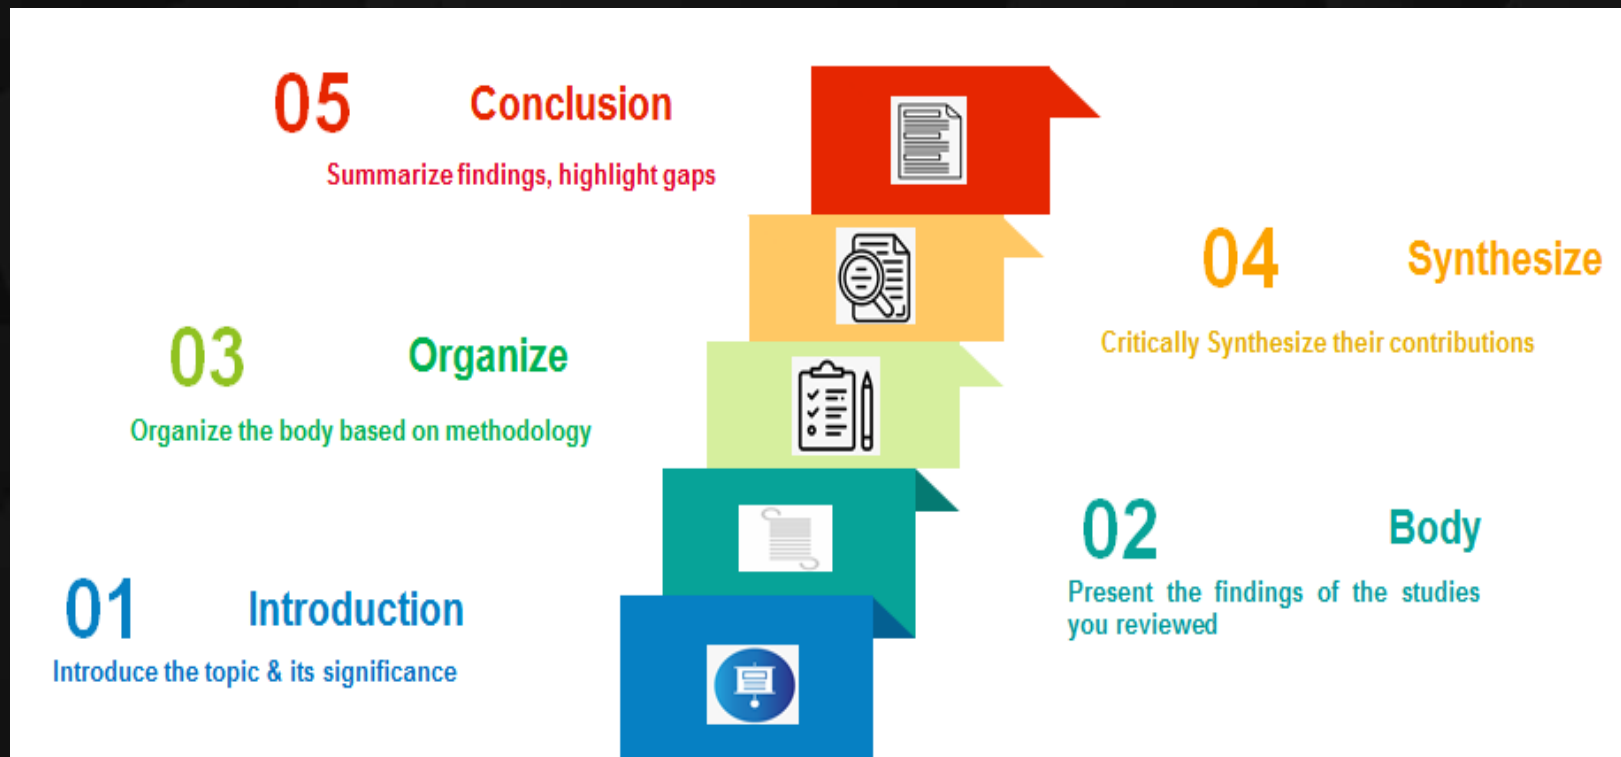 05 Conclusion
Summarize findings, highlight gaps
04 Synthesize
Critically Synthesize their contributions
03 Organize
Organize the body based on methodology
02 Body
Present the findings of the studies
you reviewed
01 Introduction
Introduce the topic & its significance